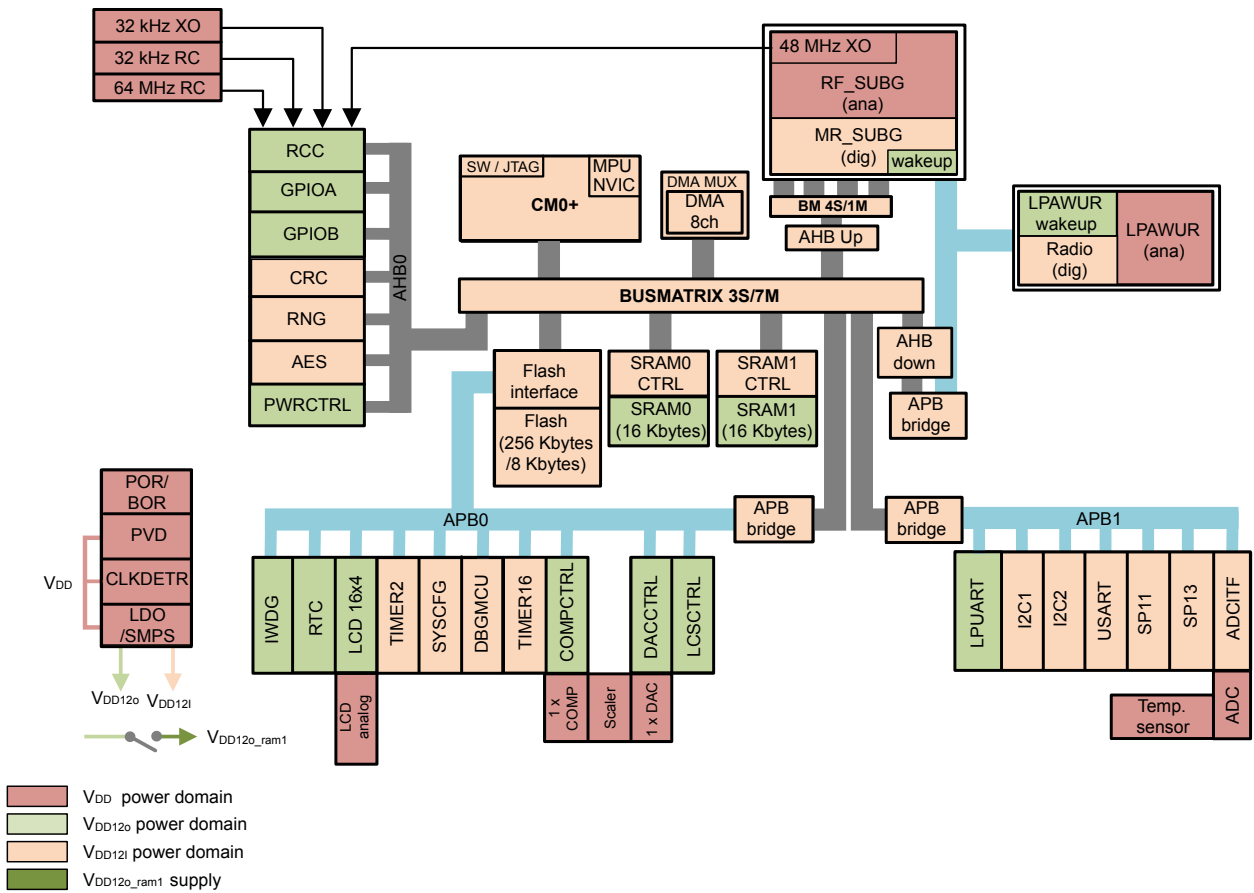 32 kHz XO
32 kHz RC
64 MHz RC
48 MHz XO
RF_SUBG
(ana)
MR_SUBG
(dig)
wakeup
RCC
GPIOA
GPIOB
CRC
RNG
AES
PWRCTRL
AHB0
SW / JTAG
MPU
NVIC
CM0+
DMA MUX
DMA
8ch
BM 4S/1M
AHB Up
LPAWUR
wakeup
Radio
(dig)
LPAWUR
(ana)
BUSMATRIX 3S/7M
Flash
interface
Flash
(256 Kbytes
/8 Kbytes)
SRAM0
CTRL
SRAM0
(16 Kbytes)
SRAM1
CTRL
SRAM1
(16 Kbytes)
AHB
down
APB
bridge
POR/
BOR
PVD
CLKDETR
LDO
/SMPS
VDD
VDD12o
VDD12I
VDD12o_ram1
APB0
APB
bridge
APB
bridge
APB1
IWDG
RTC
LCD 16x4
TIMER2
SYSCFG
DBGMCU
TIMER16
COMPCTRL
DACCTRL
LCSCTRL
LCD
analog
1 x
COMP
Scaler
1 x DAC
LPUART
I2C1
I2C2
USART
SP11
SP13
ADCITF
Temp.
sensor
ADC
VDD power domain
VDD12o power domain
VDD12I power domain
VDD12o_ram1 supply